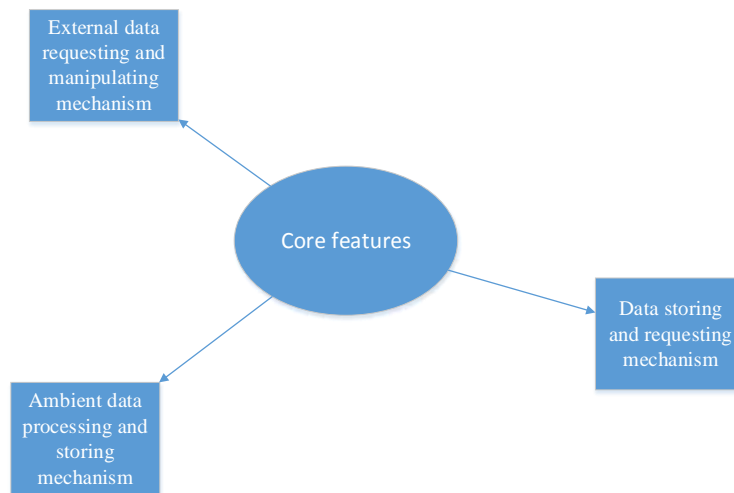 External data
requesting and
manipulating
mechanism
Core features
Data storing
and requesting
mechanism
Ambient data
processing and
storing
mechanism